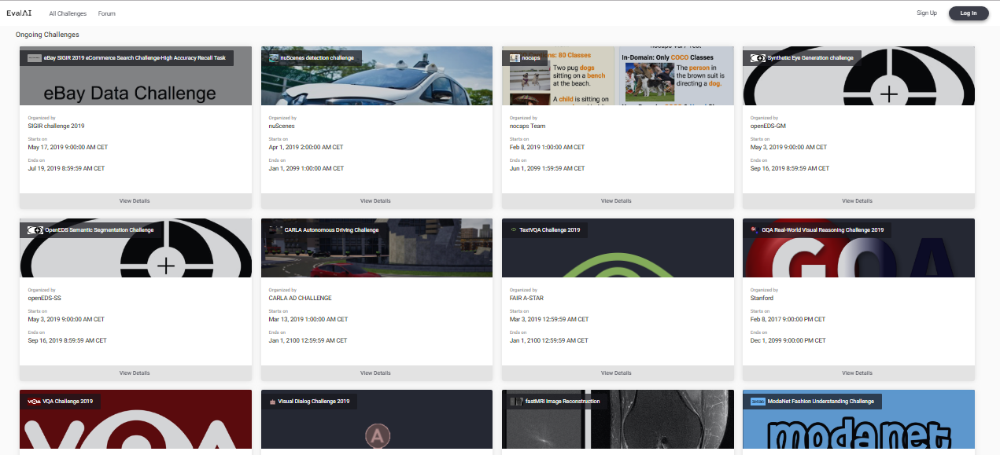 EvalAI
All Challenges
Forum
Sign Up
Log In
Ongoing Challenges
eBay SIGIR 2019 eCommerce Search Challenge-High Accuracy Recall Task
eBay Data Challenge
Organized by
SIGIR challenge 2019
Starts on
May 17, 2019 9:00:00 AM CET
Ends on
Jul 19, 2019 8:59:59 AM CET
View Details
nuScenes detection challenge
Organized by
nuScenes
Starts on
Apr 1, 2019 2:00:00 AM CET
Ends on
Jan 1, 2099 1:00:00 AM CET
View Details
nocaps
Two pug dogs
sitting on a bench
at the beach.
A child is sitting on
In-Domain: Only COCO Classes
The person in
the brown suit is
directing a dog.
Organized by
nocaps Team
Starts on
Feb 8, 2019 1:00:00 AM CET
Ends on
Jun 1, 2099 1:59:59 AM CET
View Details
Synthetic Eye Generation challenge
Organized by
openEDS-GM
Starts on
May 3, 2019 9:00:00 AM CET
Ends on
Sep 16, 2019 8:59:59 AM CET
View Details
OpenEDS Semantic Segmentation Challenge
Organized by
openEDS-SS
Starts on
May 3, 2019 9:00:00 AM CET
Ends on
Sep 16, 2019 8:59:59 AM CET
View Details
CARLA Autonomous Driving Challenge
Organized by
CARLA AD CHALLENGE
Starts on
Mar 13, 2019 1:00:00 AM CET
Ends on
Jan 1, 2100 12:59:59 AM CET
View Details
TextVQA Challenge 2019
Organized by
FAIR A-STAR
Starts on
Mar 3, 2019 12:59:59 AM CET
Ends on
Jan 1, 2100 12:59:59 AM CET
View Details
GQA Real-World Visual Reasoning Challenge 2019
GQA
Organized by
Stanford
Starts on
Feb 8, 2017 9:00:00 PM CET
Ends on
Dec 1, 2099 9:00:00 PM CET
View Details
VQA VQA Challenge 2019
VQA
Visual Dialog Challenge 2019
A
fastMRI Image Reconstruction
ModaNet Fashion Understanding Challenge
modanet